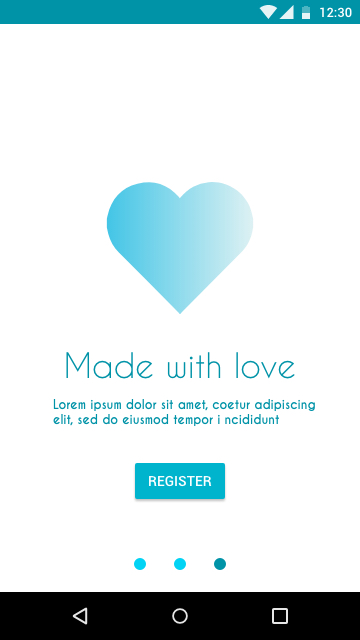 12:30
Made with love
Lorem ipsum dolor sit amet, coetur adipiscing
elit, sed do eiusmod tempor i ncididunt
REGISTER